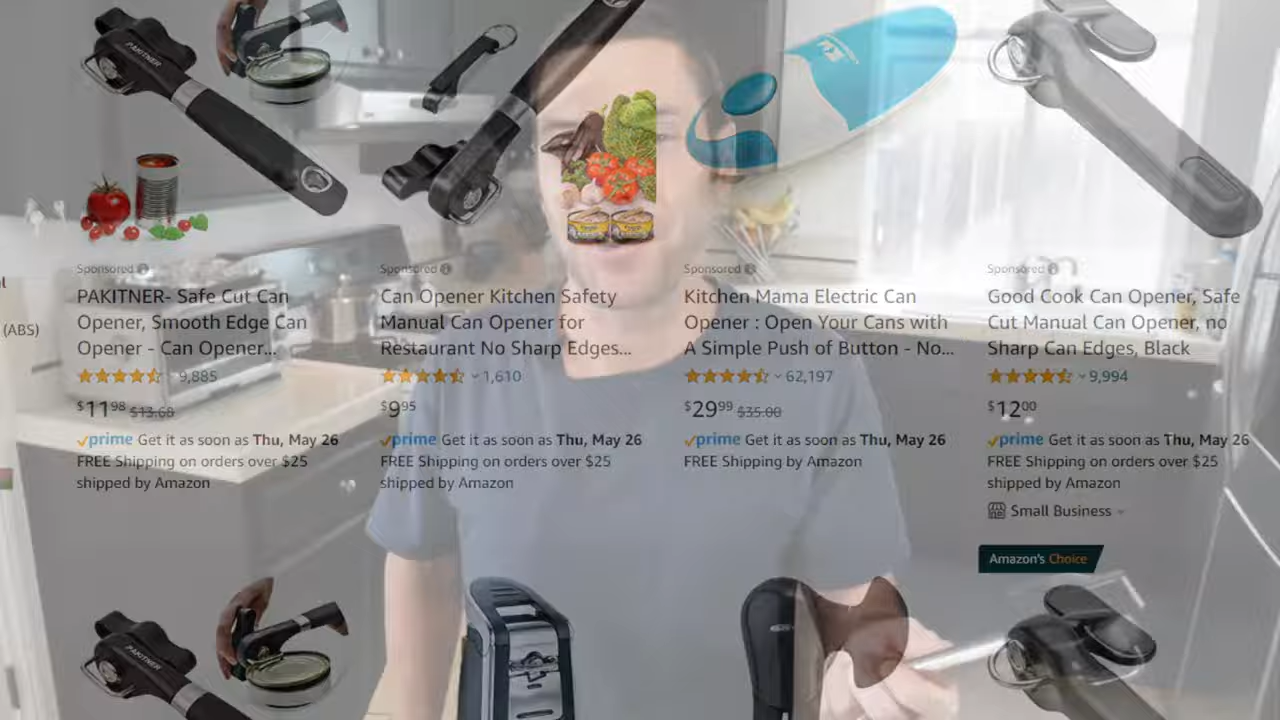 PAKITNER
l
(ABS)
Sponsored
PAKITNER- Safe Cut Can
Opener, Smooth Edge Can
Opener - Can Opener...
9,885
$11 98 $13.68
prime Get it as soon as Thu, May 26
FREE Shipping on orders over $25
shipped by Amazon
Sponsored
Can Opener Kitchen Safety
Manual Can Opener for
Restaurant No Sharp Edges...
1,610
$9 95
prime Get it as soon as Thu, May 26
FREE Shipping on orders over $25
shipped by Amazon
Sponsored
Kitchen Mama Electric Can
Opener : Open Your Cans with
A Simple Push of Button - No...
62,197
$29 99 $35.00
prime Get it as soon as Thu, May 26
FREE Shipping by Amazon
Sponsored
Good Cook Can Opener, Safe
Cut Manual Can Opener, no
Sharp Can Edges, Black
9,994
$12 00
prime Get it as soon as Thu, May 26
FREE Shipping on orders over $25
shipped by Amazon
Small Business
Amazon's Choice
PAKITNER